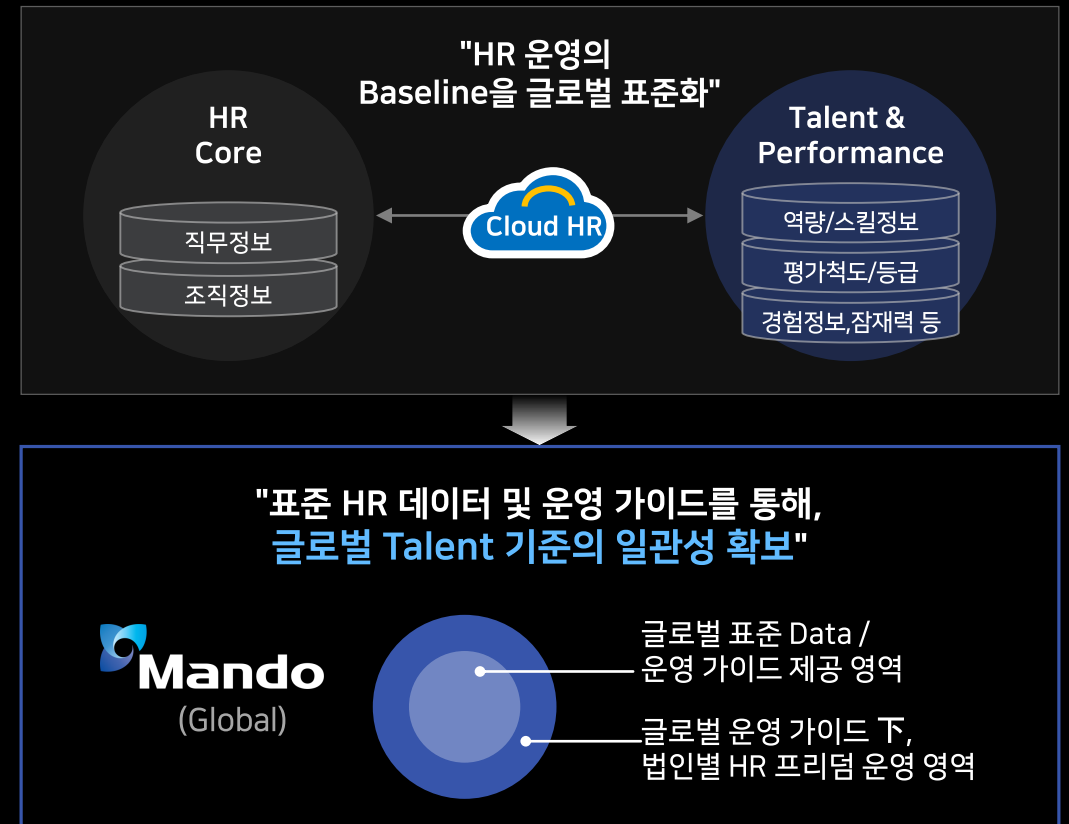 "HR 운영의
Baseline을 글로벌 표준화"
HR
Core
직무정보
조직정보
Cloud HR
Talent &
Performance
역량/스킬정보
평가척도/등급
경험정보,잠재력 등
"표준 HR 데이터 및 운영 가이드를 통해,
글로벌 Talent 기준의 일관성 확보"
Mando
(Global)
글로벌 표준 Data /
운영 가이드 제공 영역
글로벌 운영 가이드 下,
법인별 HR 프리덤 운영 영역